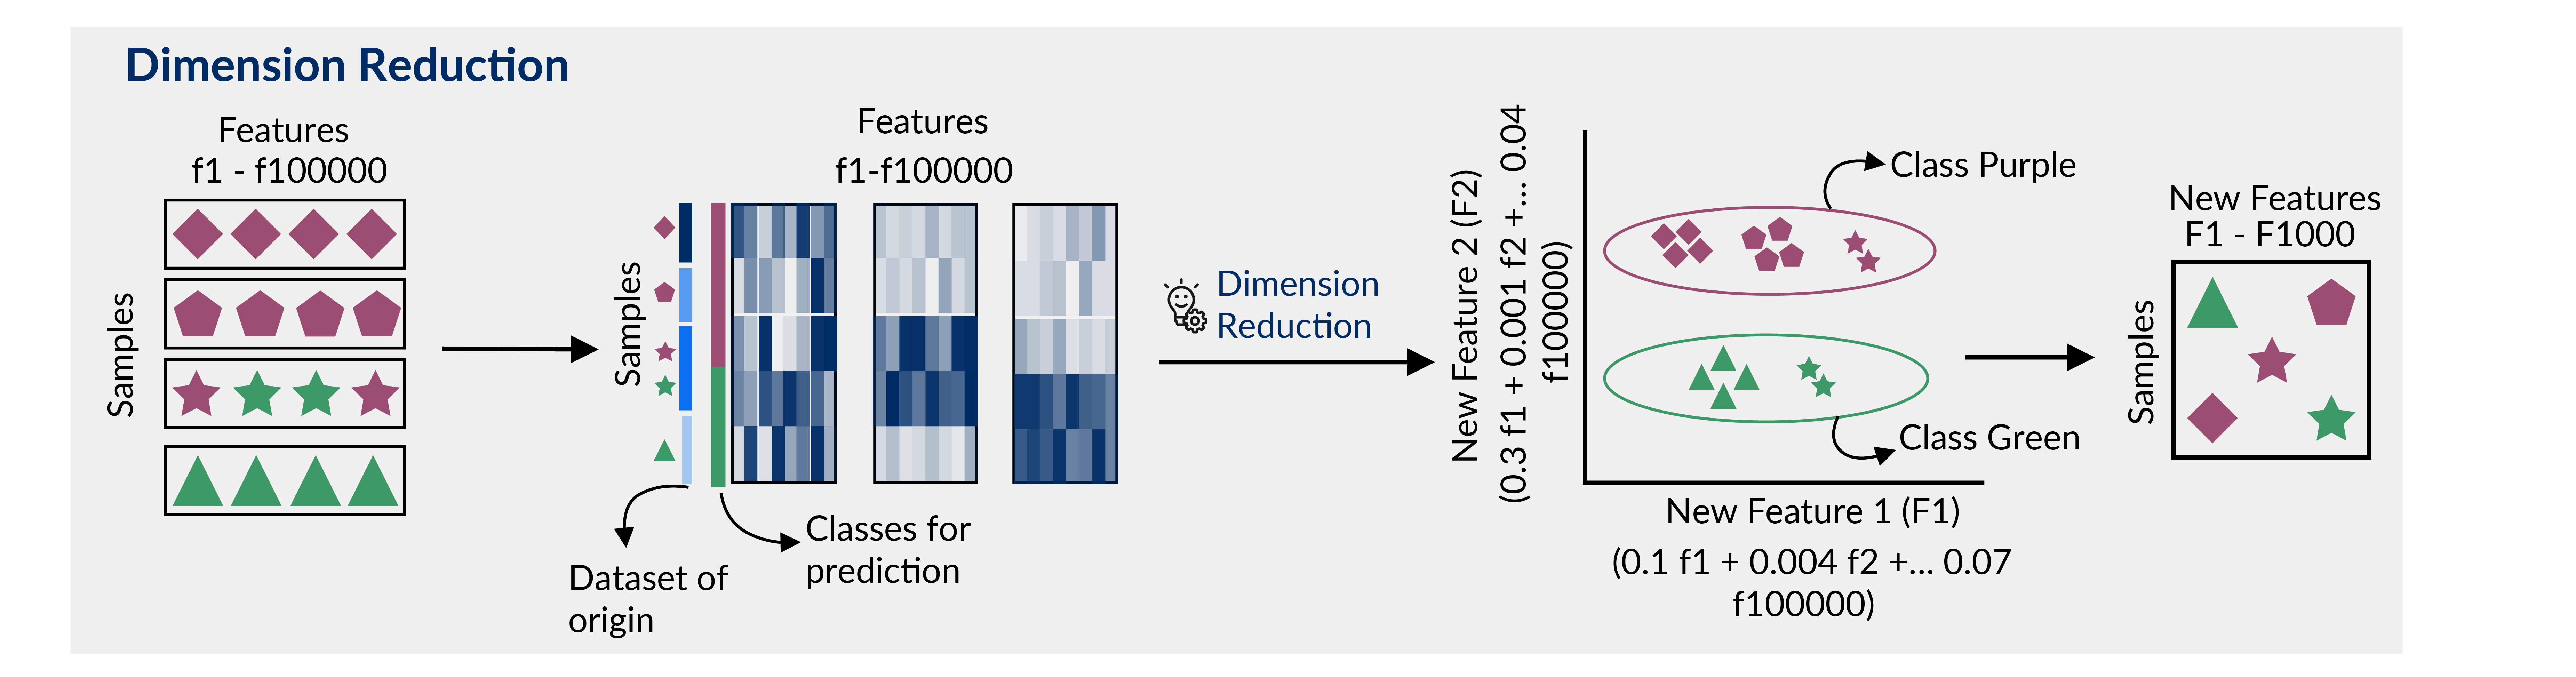 Dimension Reduction
Features
f1 - f100000
Samples
Features
f1-f100000
Samples
Dataset of
origin
Classes for
prediction
Dimension
Reduction
New Feature 2 (F2)
(0.3 f1 + 0.001 f2 +... 0.04
f100000)
Class Purple
Class Green
New Feature 1 (F1)
(0.1 f1 + 0.004 f2 +... 0.07
f100000)
New Features
F1 - F1000
Samples